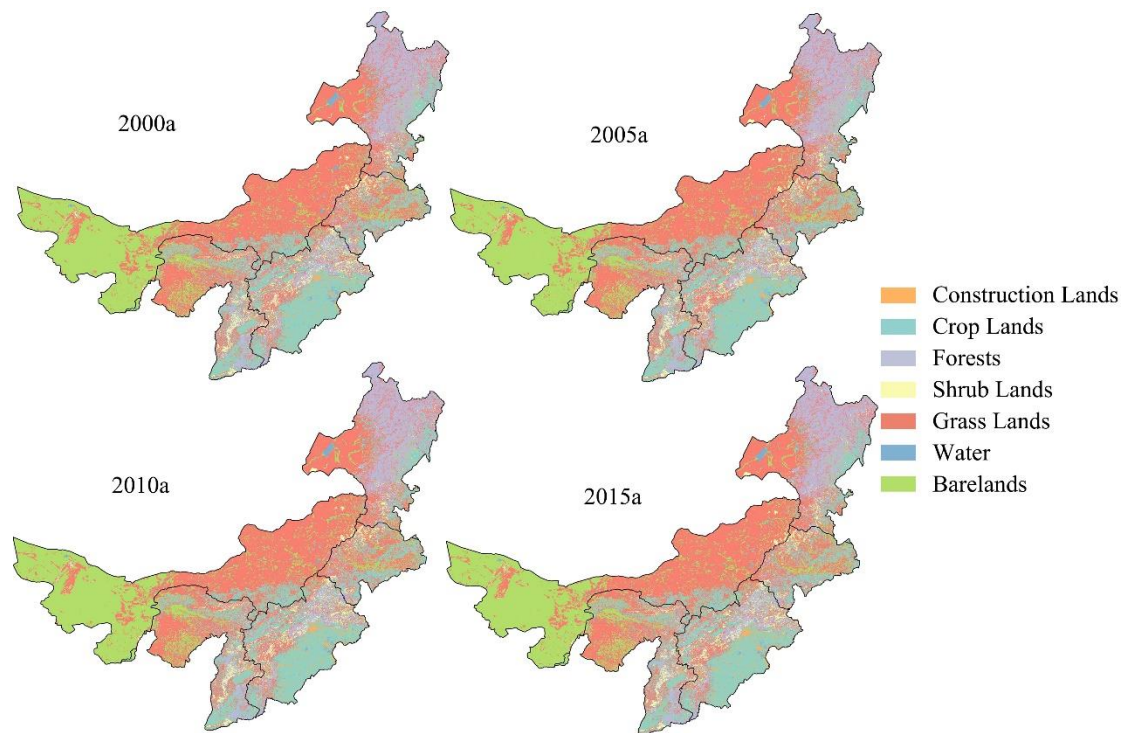 2000a
2005a
Construction Lands
Crop Lands
Forests
Shrub Lands
Grass Lands
Water
Barelands
2010a
2015a